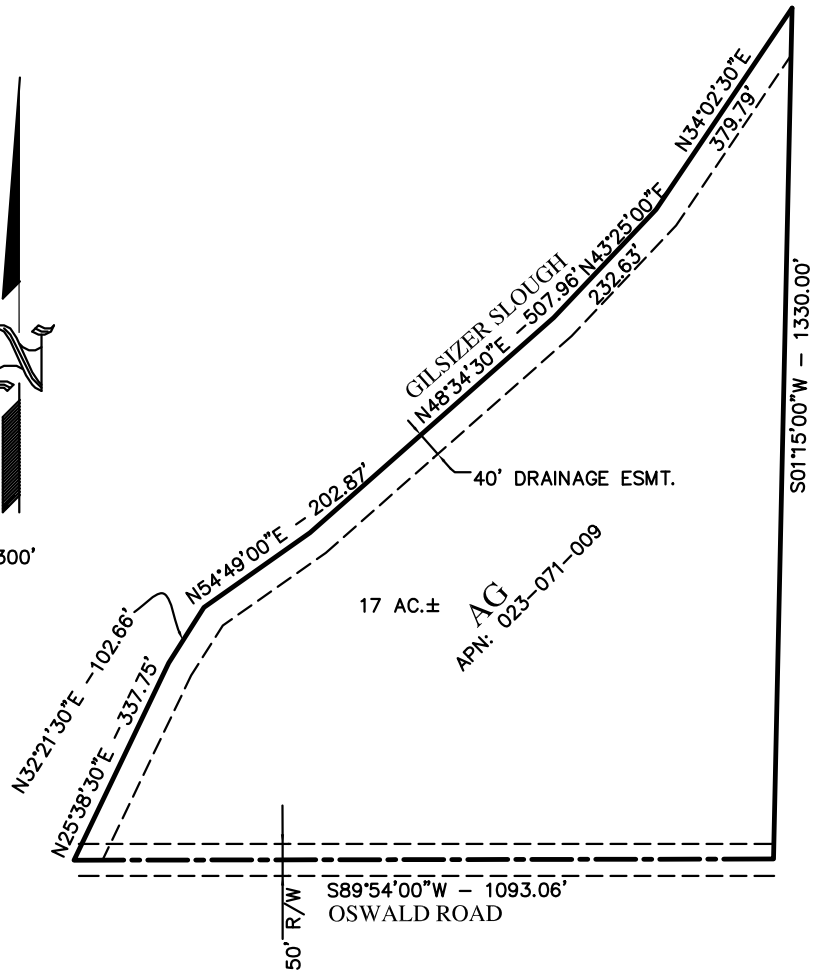 N34°02'30"E
379.79'
N43°25'00"E
232.63'
GILSIZER SLOUGH
N48°34'30"E -507.96'
S01°15'00"W - 1330.00'
40' DRAINAGE ESMT.
N54°49'00"E - 202.87'
300'
17 AC.±
AG
APN: 023-071-009
N32°21'30"E -102.66'
N25°38'30"E -337.75'
S89°54'00"W - 1093.06'
OSWALD ROAD
50' R/W